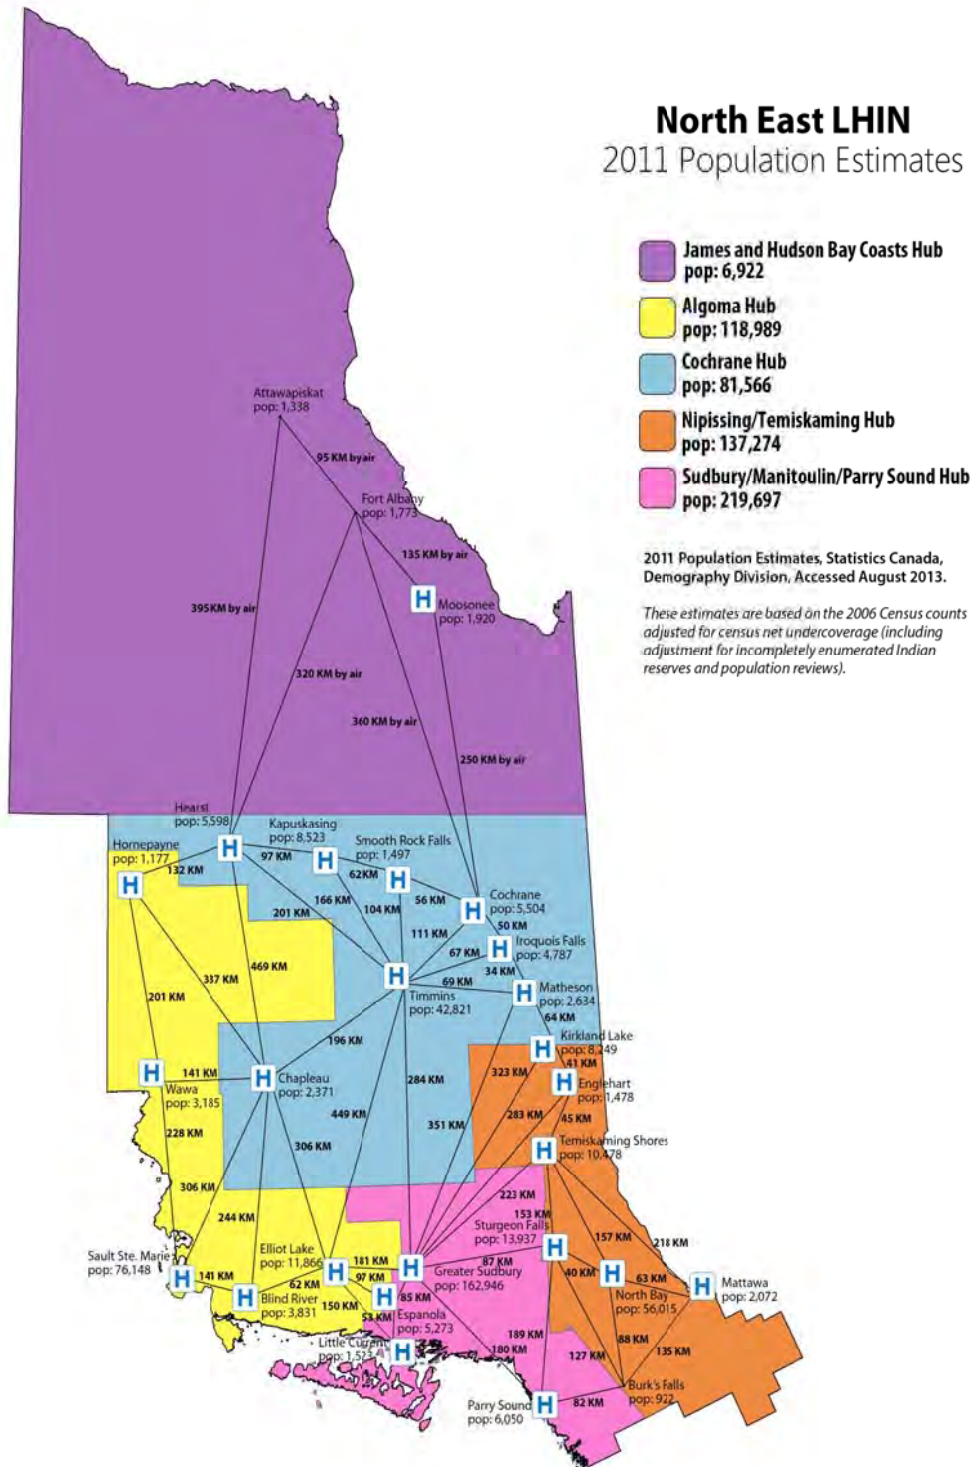 North East LHIN
2011 Population Estimates
James and Hudson Bay Coasts Hub
pop: 6,922
Algoma Hub
pop: 118,989
Cochrane Hub
pop: 81,566
Nipissing/Temiskaming Hub
pop: 137,274
Sudbury/Manitoulin/Parry Sound Hub
pop: 219,697
2011 Population Estimates, Statistics Canada,
Demography Division, Accessed August 2013.
These estimates are based on the 2006 Census counts
adjusted for census net undercoverage (including
adjustment for incompletely enumerated Indian
reserves and population reviews).
Attawapiskat
pop: 1,338
95 KM by air
Fort Albany
pop: 1,773
135 KM by air
H
Moosonee
pop: 1,920
395KM by air
320 KM by air
360 KM by air
250 KM by air
Hearst
pop: 5,598
H
Kapuskasing
pop: 8,523
H
Smooth Rock Falls
pop: 1,497
H
Hornepayne
pop: 1,177
H
132 KM
97 KM
62KM
56 KM
166 KM
104 KM
201 KM
Cochrane
pop: 5,504
H
50 KM
111 KM
Iroquois Falls
pop: 4,787
H
67 KM
34 KM
69 KM
469 KM
337 KM
201 KM
H
Timmins
pop: 42,821
H
Matheson
pop: 2,634
64 KM
196 KM
Kirkland Lake
pop: 8,249
H
41 KM
H
Wawa
pop: 3,185
141 KM
H
Chapleau
pop: 2,371
284 KM
323 KM
H
Englehart
pop: 1,478
449 KM
351 KM
283 KM
45 KM
228 KM
306 KM
H
Temiskaming Shores
pop: 10,478
306 KM
244 KM
223 KM
153 KM
Sturgeon Falls
pop: 13,937
H
157 KM
218 KM
Sault Ste. Marie
pop: 76,148
H
141 KM
Elliot Lake
pop: 11,866
H
181 KM
H
Greater Sudbury
pop: 162,946
87 KM
40 KM
H
North Bay
pop: 56,015
63 KM
H
Mattawa
pop: 2,072
H
Blind River
pop: 3,831
62 KM
97 KM
150 KM
H
85 KM
Espanola
pop: 5,273
53 KM
Little Current
pop: 1,523
H
189 KM
180 KM
88 KM
135 KM
127 KM
Burk's Falls
pop: 922
Parry Sound
pop: 6,050
H
82 KM